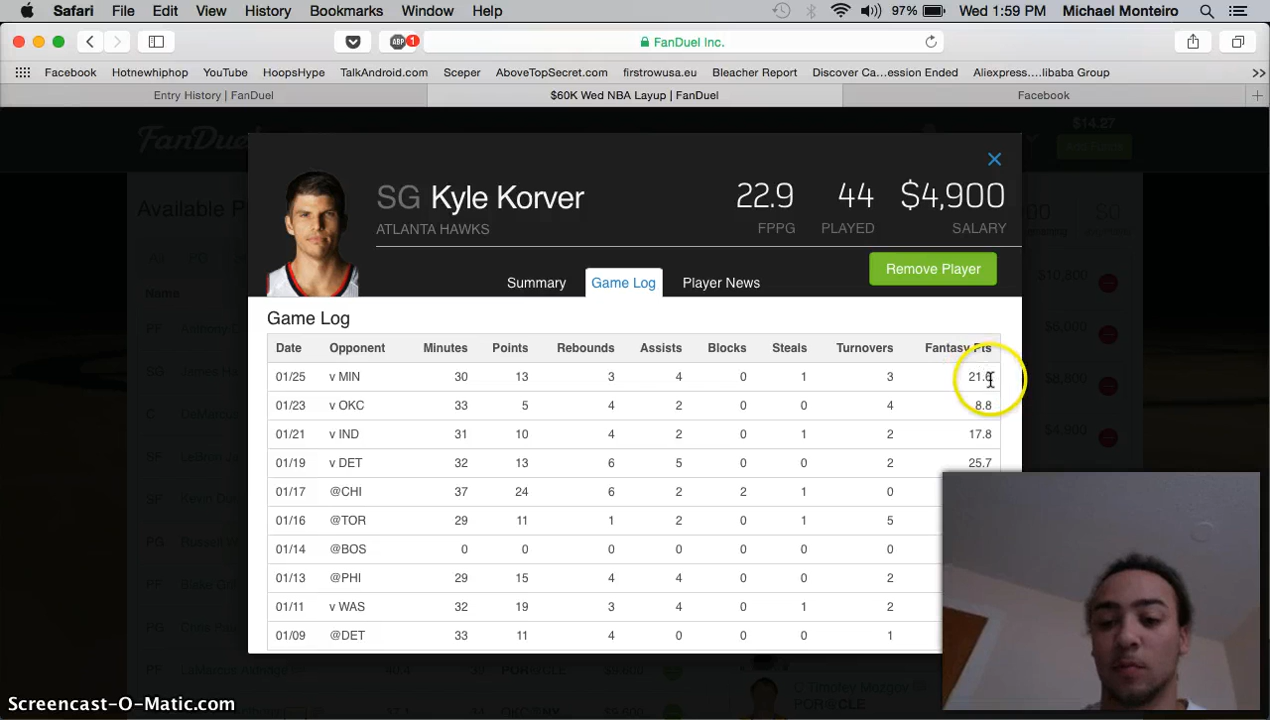 Safari File Edit View History Bookmarks Window Help 97% Wed 1:59 PM Michael Monteiro
ABP 1 FanDuel Inc.
Facebook Hotnewhiphop YouTube HoopsHype TalkAndroid.com Sceper AboveTopSecret.com firstrowusa.eu Bleacher Report Discover Ca...ession Ended Aliexpress....libaba Group >>
Entry History | FanDuel $60K Wed NBA Layup | FanDuel Facebook +
FanDuel $14.27
Available
SG Kyle Korver 22.9 44 $4,900
ATLANTA HAWKS FPPG PLAYED SALARY
Remove Player
Summary Game Log Player News
Game Log
Date Opponent Minutes Points Rebounds Assists Blocks Steals Turnovers Fantasy Pts
01/25 v MIN 30 13 3 4 0 1 3
01/23 v OKC 33 5 4 2 0 0 4 8.8
01/21 v IND 31 10 4 2 0 1 2 17.8
01/19 v DET 32 13 6 5 0 0 2 25.7
01/17 @CHI 37 24 6 2 2 1 0
01/16 @TOR 29 11 1 2 0 0 5
01/14 @BOS 0 0 0 0 0 0 0
01/13 @PHI 29 15 4 4 0 0 2
01/11 v WAS 32 19 3 4 0 1 2
01/09 @DET 33 11 4 0 0 0 1
Screencast-O-Matic.com